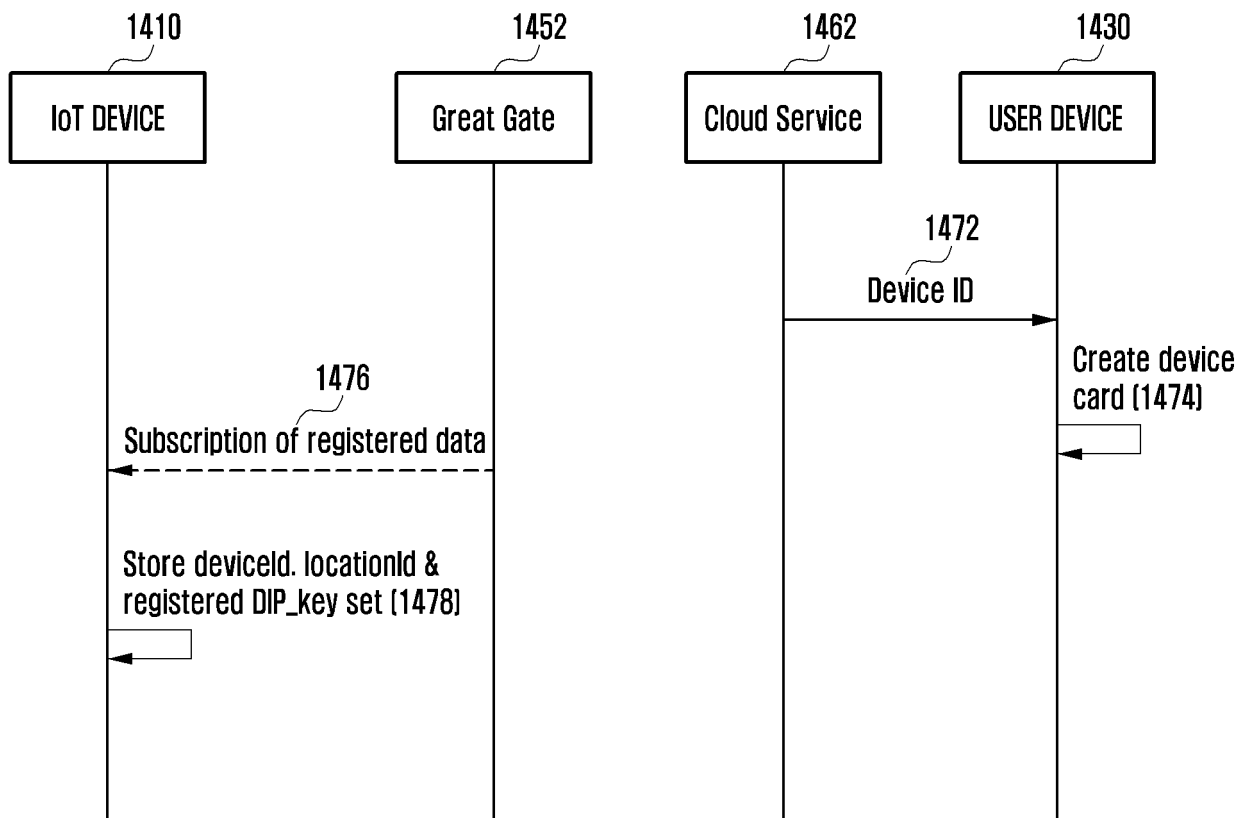 1410
1452
1462
1430
IoT DEVICE
Great Gate
Cloud Service
USER DEVICE
1472
Device ID
Create device
card (1474)
1476
Subscription of registered data
Store deviceId. locationId &
registered DIP_key set (1478)